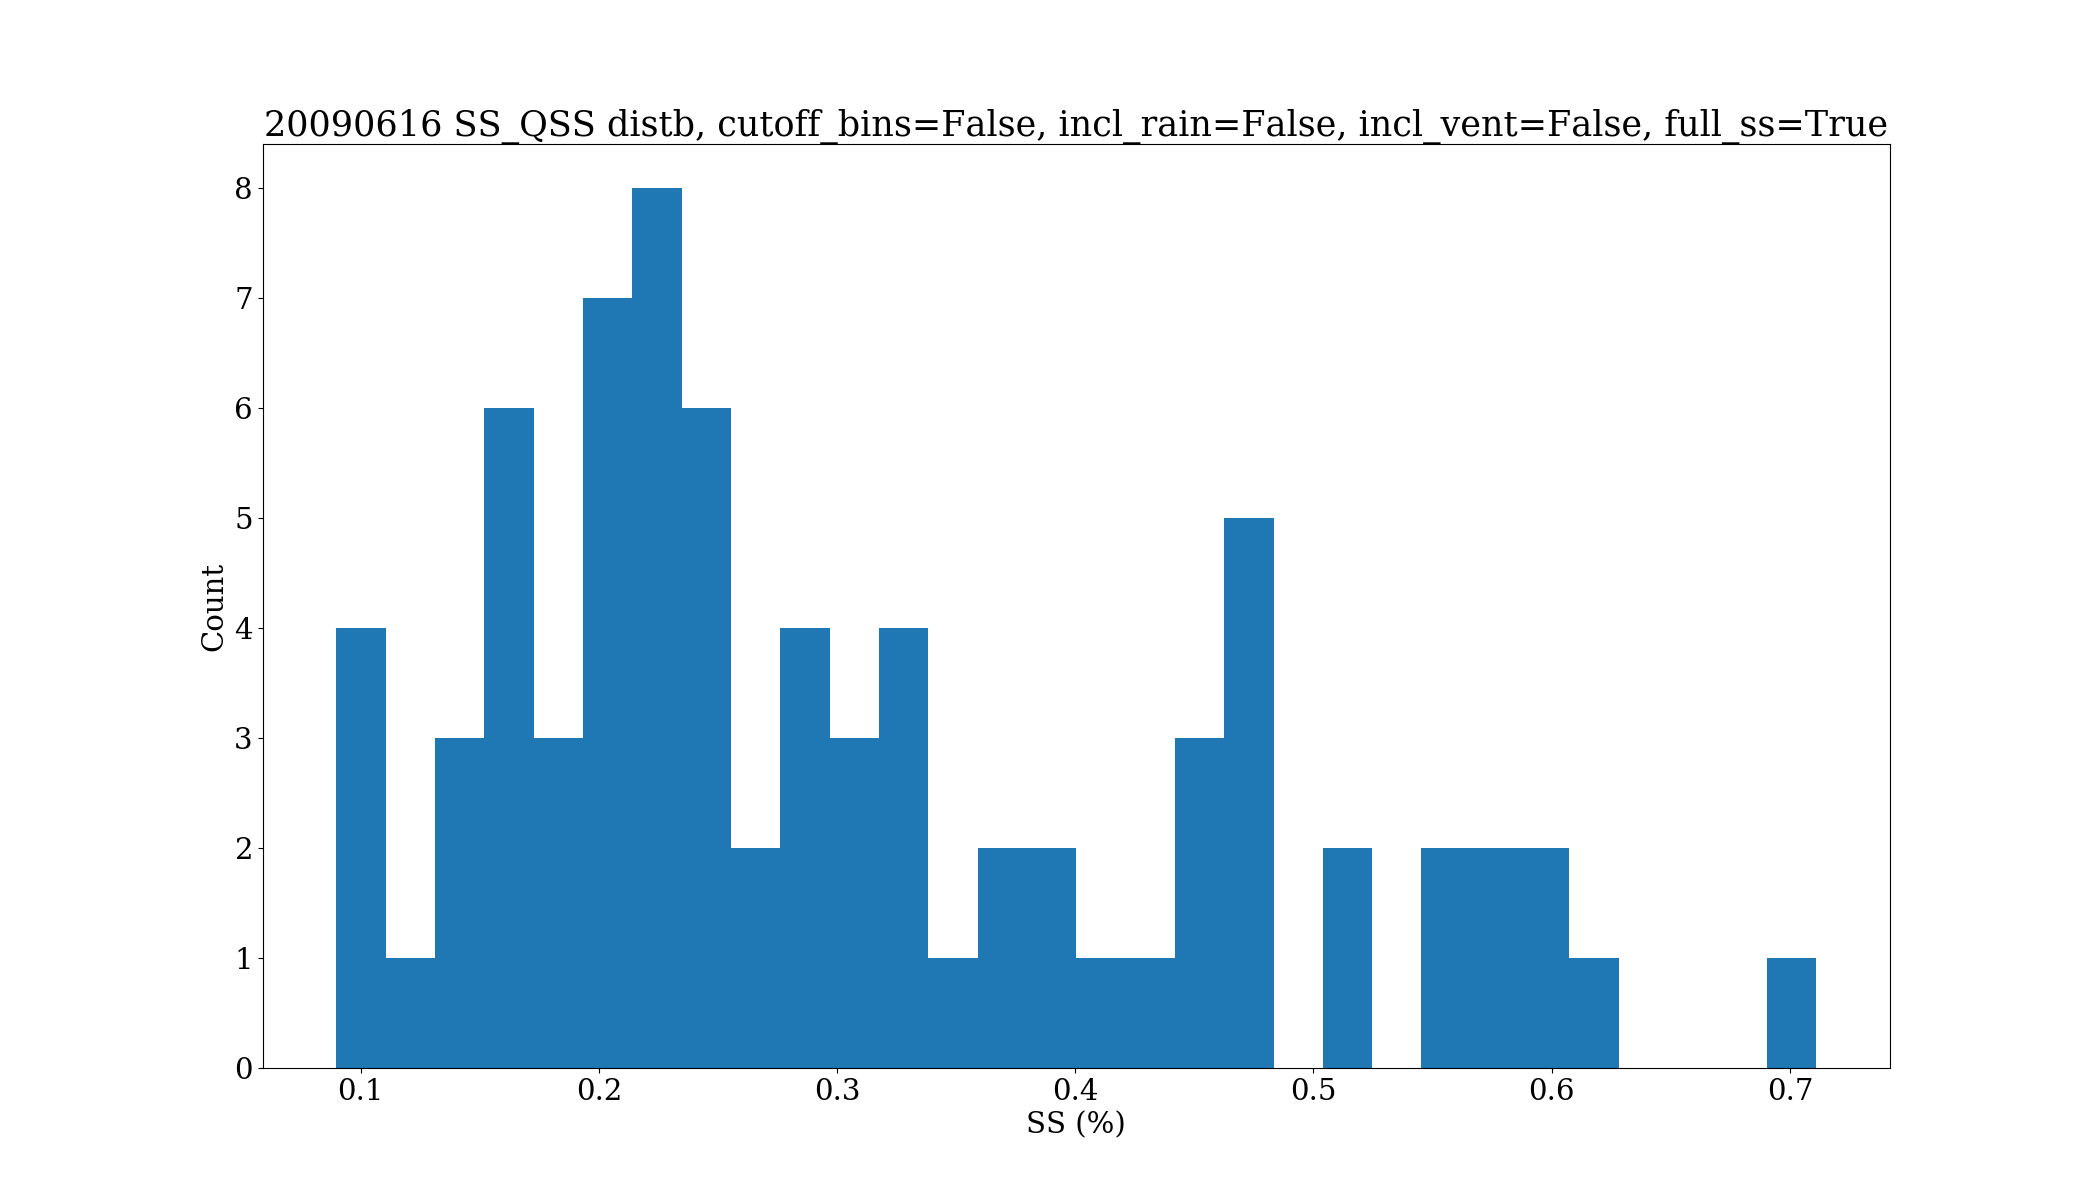 20090616 SS_QSS distb, cutoff_bins=False, incl_rain=False, incl_vent=False, full_ss=True
8
7
6
5
4
3
2
1
0
Count
0.1 0.2 0.3 0.4 0.5 0.6 0.7
SS (%)